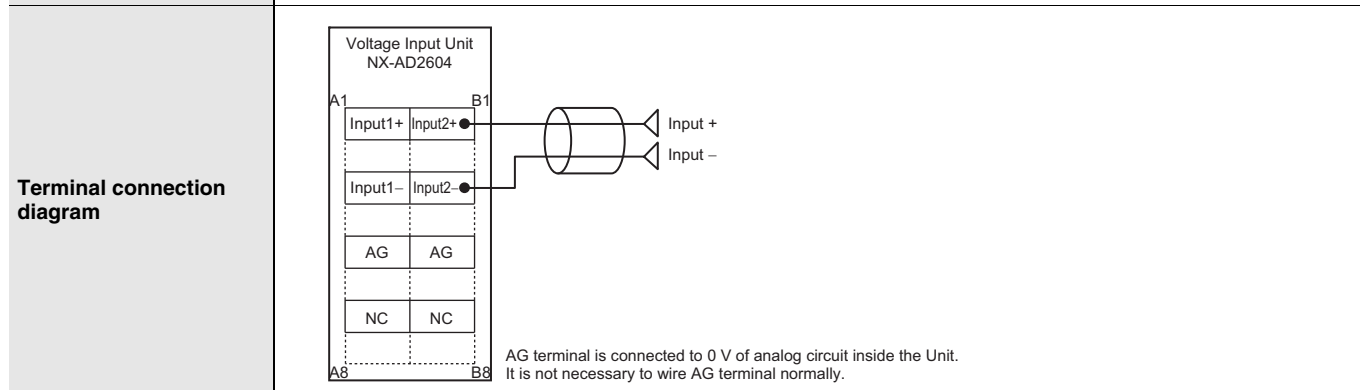 Terminal connection
diagram
Voltage Input Unit
NX-AD2604
A1 B1
Input1+ Input2+ Input +
Input –
Input1– Input2–
AG AG
NC NC
A8 B8
AG terminal is connected to 0 V of analog circuit inside the Unit.
It is not necessary to wire AG terminal normally.